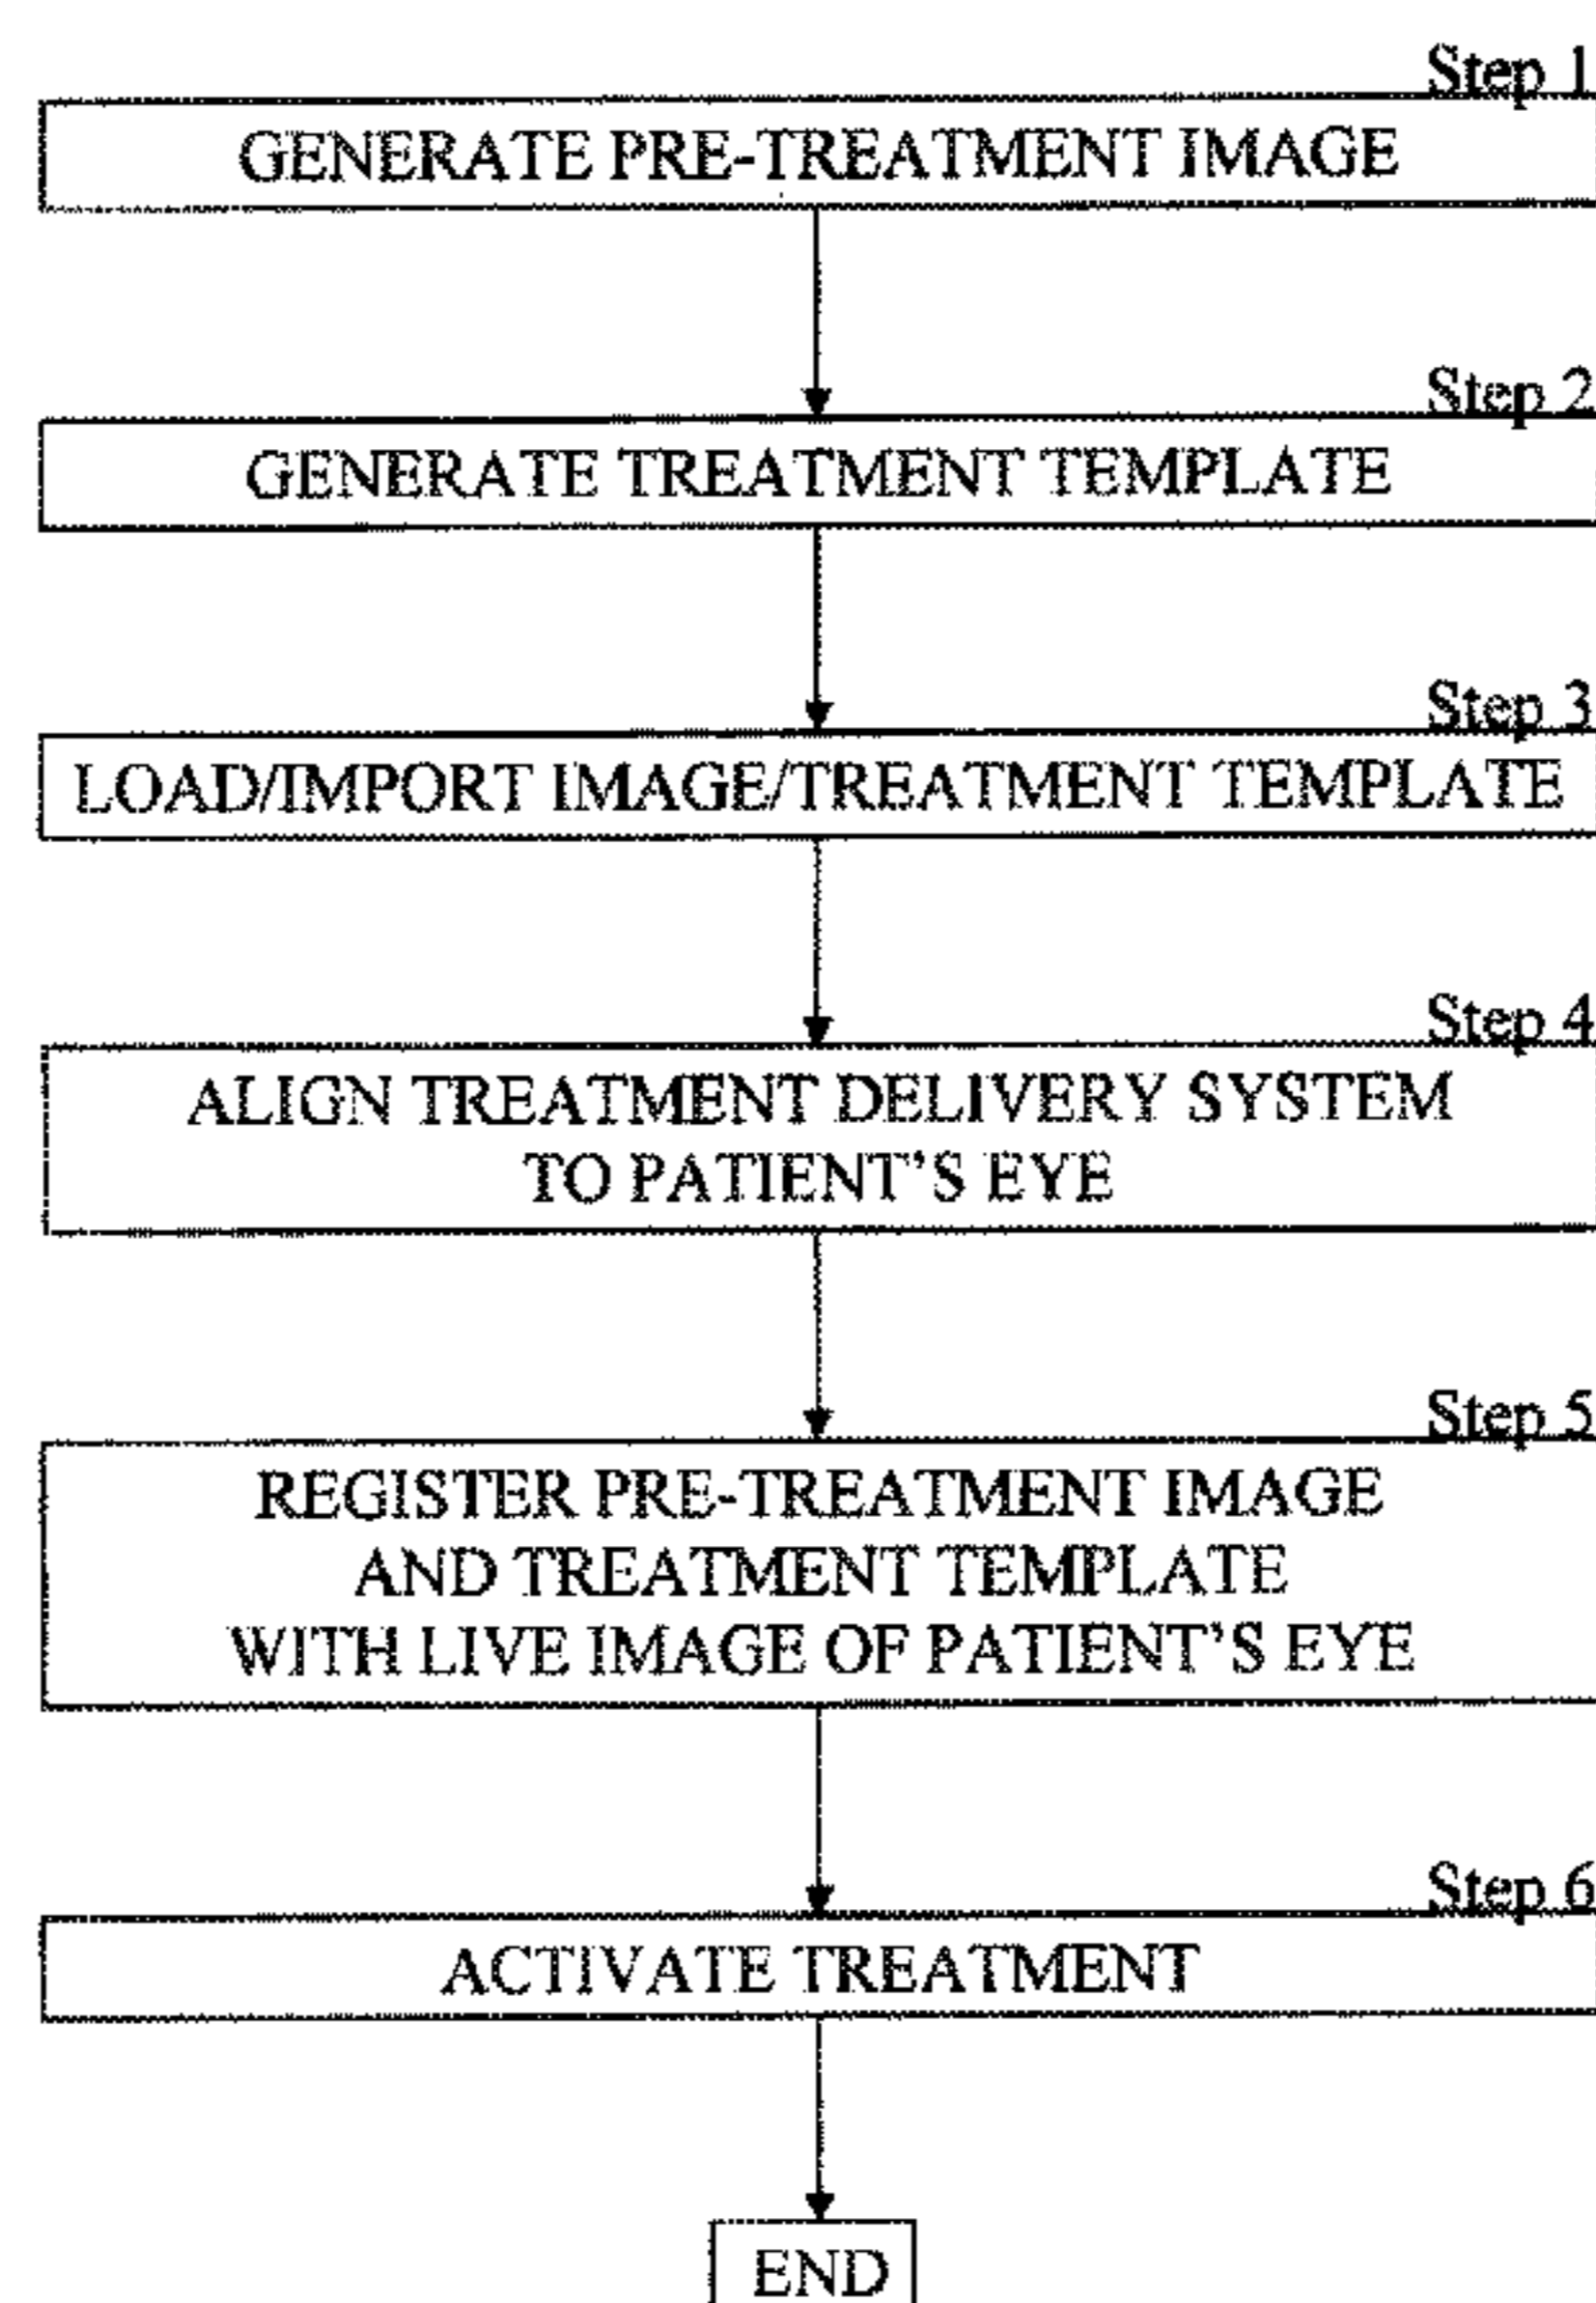 Step 1
GENERATE PRE-TREATMENT IMAGE
Step 2
GENERATE TREATMENT TEMPLATE
Step 3
LOAD/IMPORT IMAGE/TREATMENT TEMPLATE
Step 4
ALIGN TREATMENT DELIVERY SYSTEM
TO PATIENT'S EYE
Step 5
REGISTER PRE-TREATMENT IMAGE
AND TREATMENT TEMPLATE
WITH LIVE IMAGE OF PATIENT'S EYE
Step 6
ACTIVATE TREATMENT
END